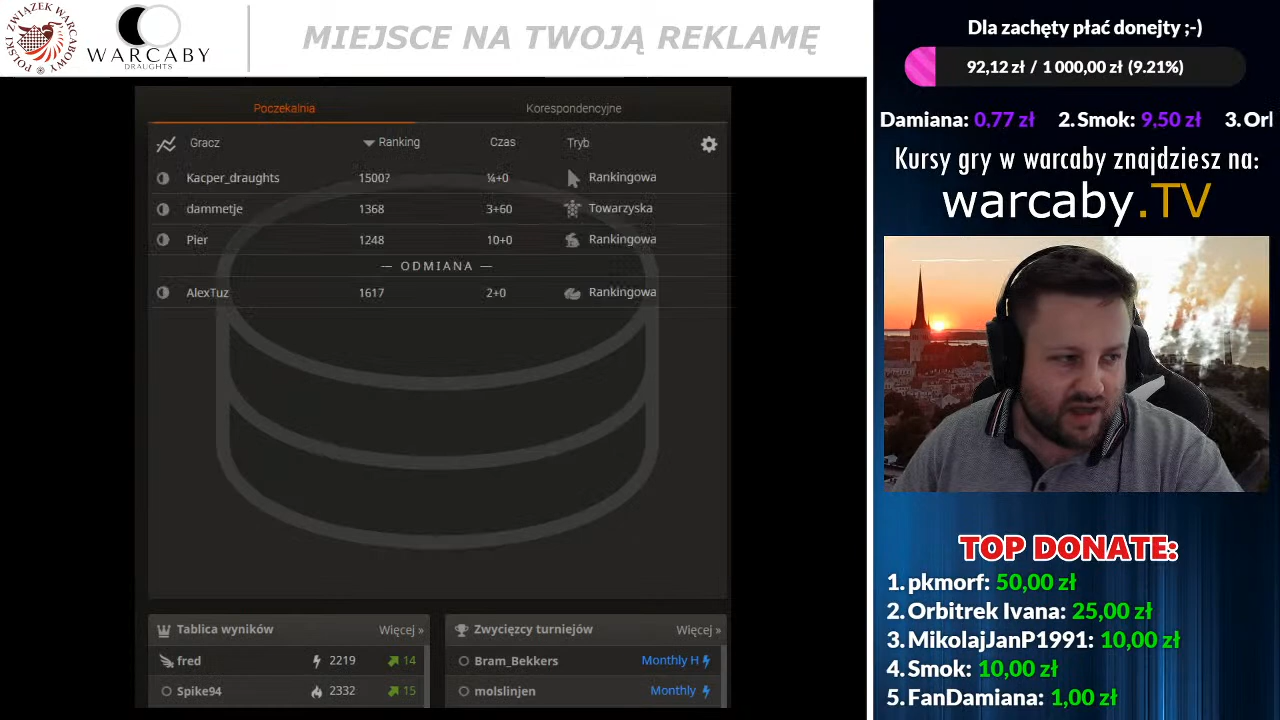 POLSKI ZWIĄZEK WARCABOWY
WARCABY
DRAUGHTS
MIEJSCE NA TWOJĄ REKLAMĘ
Dla zachęty płać donejty ;-)
92,12 zł / 1 000,00 zł (9.21%)
Damiana: 0,77 zł 2. Smok: 9,50 zł 3. Orl
Kursy gry w warcaby znajdziesz na:
warcaby.TV
Poczekalnia Korespondencyjne
Gracz Ranking Czas Tryb
Kacper_draughts 1500? ¼+0 Rankingowa
dammetje 1368 3+60 Towarzyska
Pier 1248 10+0 Rankingowa
— ODMIANA —
AlexTuz 1617 2+0 Rankingowa
Tablica wyników Więcej »
fred 2219 14
Spike94 2332 15
Zwycięzcy turniejów Więcej »
Bram_Bekkers Monthly H
molslinjen Monthly
TOP DONATE:
1. pkmorf: 50,00 zł
2. Orbitrek Ivana: 25,00 zł
3. MikolajJanP1991: 10,00 zł
4. Smok: 10,00 zł
5. FanDamiana: 1,00 zł